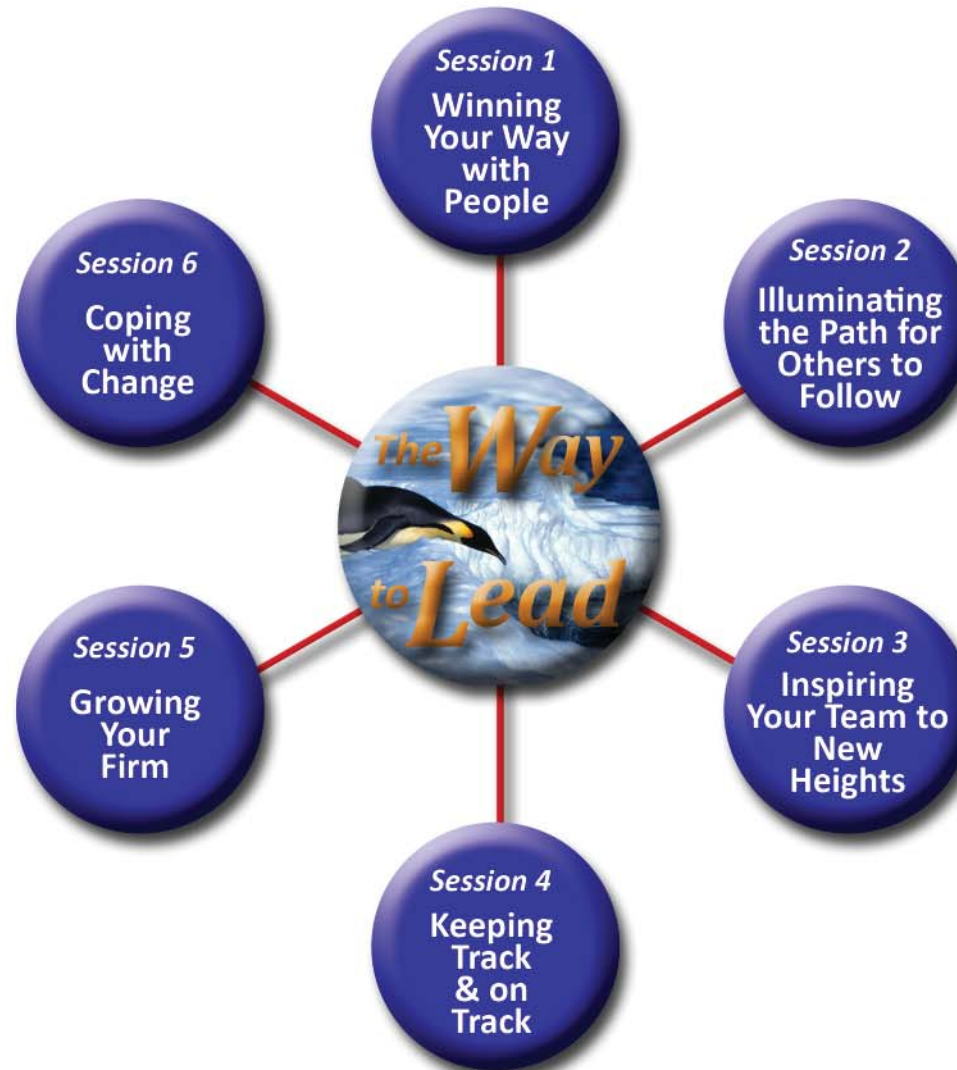 Session 1
Winning
Your Way
with
People
Session 2
Illuminating
the Path for
Others to
Follow
Session 3
Inspiring
Your Team to
New
Heights
Session 4
Keeping
Track
& on
Track
Session 5
Growing
Your
Firm
Session 6
Coping
with
Change
The Way
to Lead